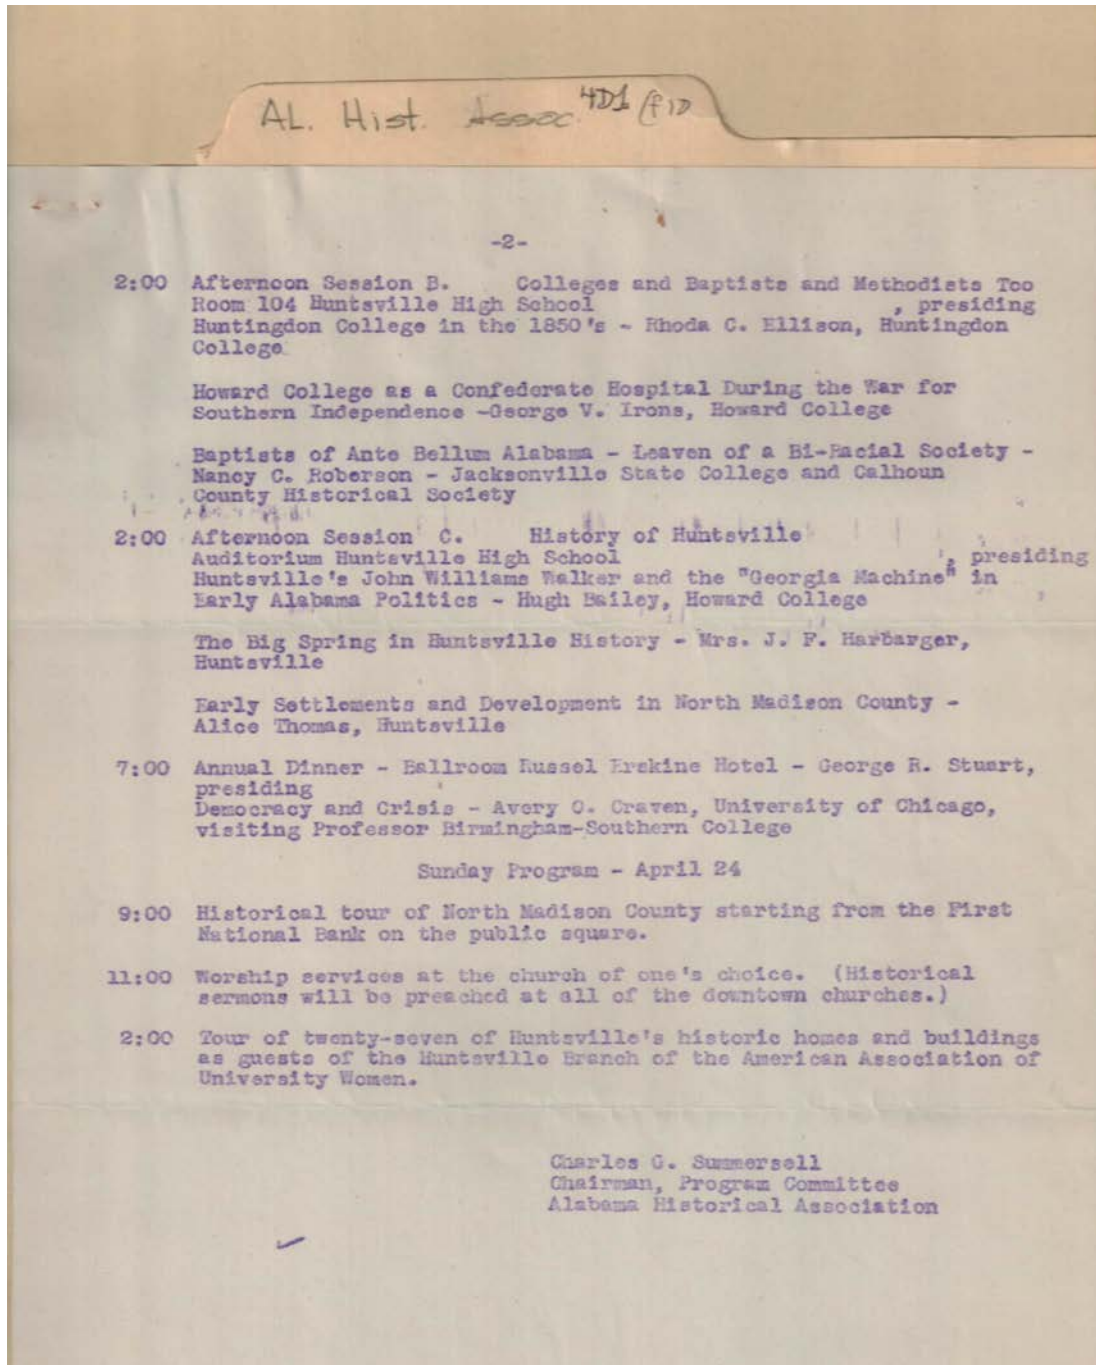 AL. Hist. Assoc. 4D1 (f1D
-2-
2:00 Afternoon Session B. Colleges and Baptists and Methodists Too
Room 104 Huntsville High School , presiding
Huntingdon College in the 1850's - Rhoda C. Ellison, Huntingdon
College
Howard College as a Confederate Hospital During the War for
Southern Independence -George V. Irons, Howard College
Baptists of Ante Bellum Alabama - Leaven of a Bi-Racial Society -
Nancy C. Roberson - Jacksonville State College and Calhoun
County Historical Society
2:00 Afternoon Session C. History of Huntsville
Auditorium Huntsville High School , presiding
Huntsville's John Williams Walker and the "Georgia Machine" in
Early Alabama Politics - Hugh Bailey, Howard College
The Big Spring in Huntsville History - Mrs. J. F. Harbarger,
Huntsville
Early Settlements and Development in North Madison County -
Alice Thomas, Huntsville
7:00 Annual Dinner - Ballroom Russel Erskine Hotel - George R. Stuart,
presiding
Democracy and Crisis - Avery O. Craven, University of Chicago,
visiting Professor Birmingham-Southern College
Sunday Program - April 24
9:00 Historical tour of North Madison County starting from the First
National Bank on the public square.
11:00 Worship services at the church of one's choice. (Historical
sermons will be preached at all of the downtown churches.)
2:00 Tour of twenty-seven of Huntsville's historic homes and buildings
as guests of the Huntsville Branch of the American Association of
University Women.
Charles G. Summersell
Chairman, Program Committee
Alabama Historical Association